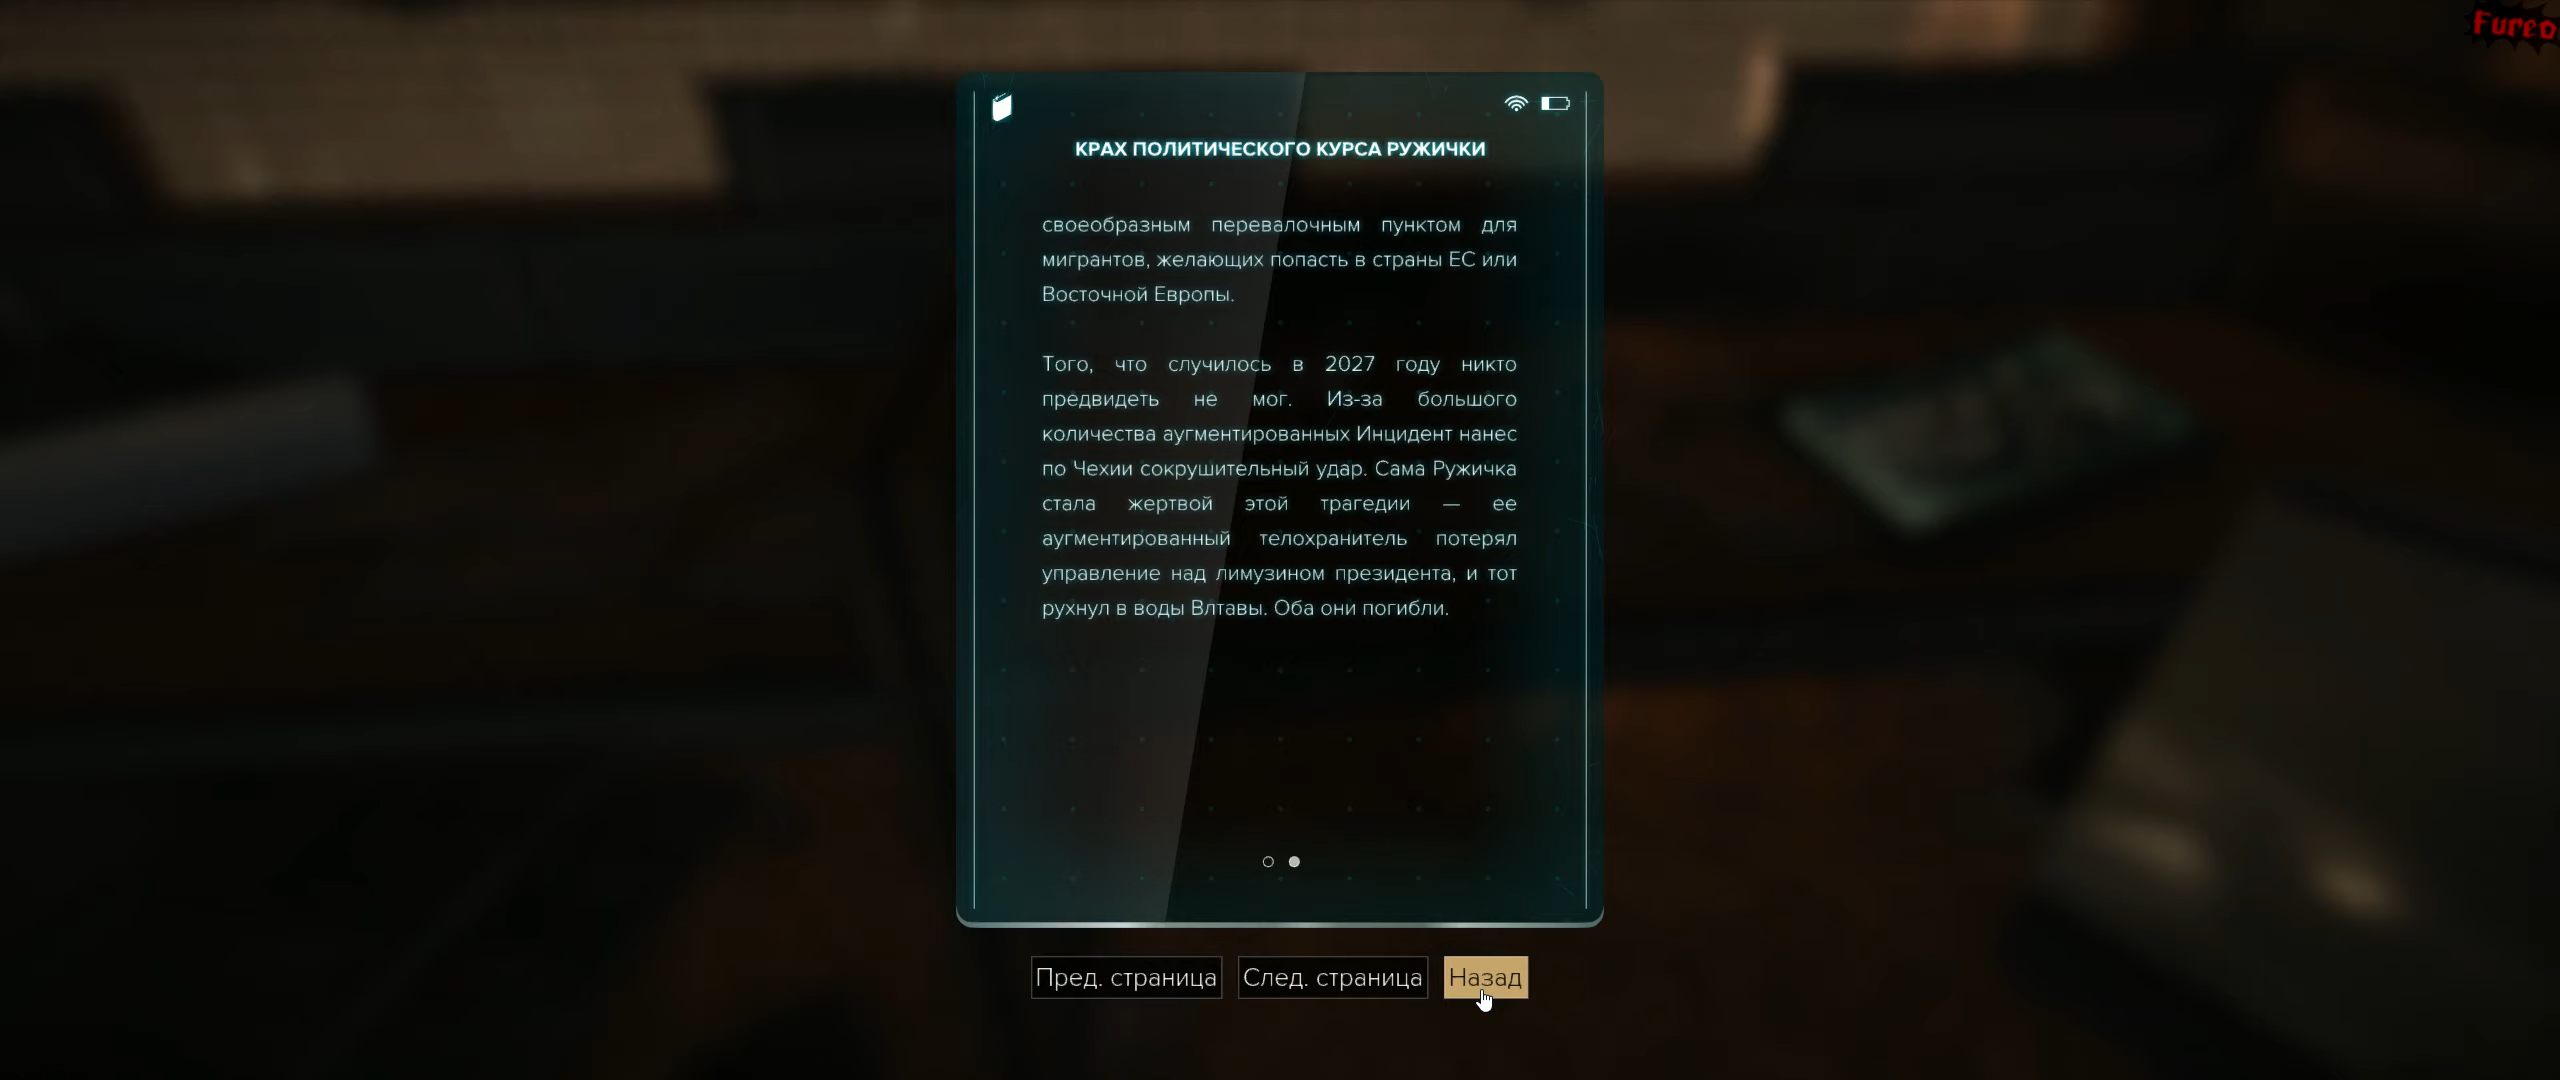 Fured
КРАХ ПОЛИТИЧЕСКОГО КУРСА РУЖИЧКИ
своеобразным перевалочным пунктом для
мигрантов, желающих попасть в страны ЕС или
Восточной Европы.
Того, что случилось в 2027 году никто
предвидеть не мог. Из-за большого
количества аугментированных Инцидент нанес
по Чехии сокрушительный удар. Сама Ружичка
стала жертвой этой трагедии — ее
аугментированный телохранитель потерял
управление над лимузином президента, и тот
рухнул в воды Влтавы. Оба они погибли.
Пред. страница След. страница Назад